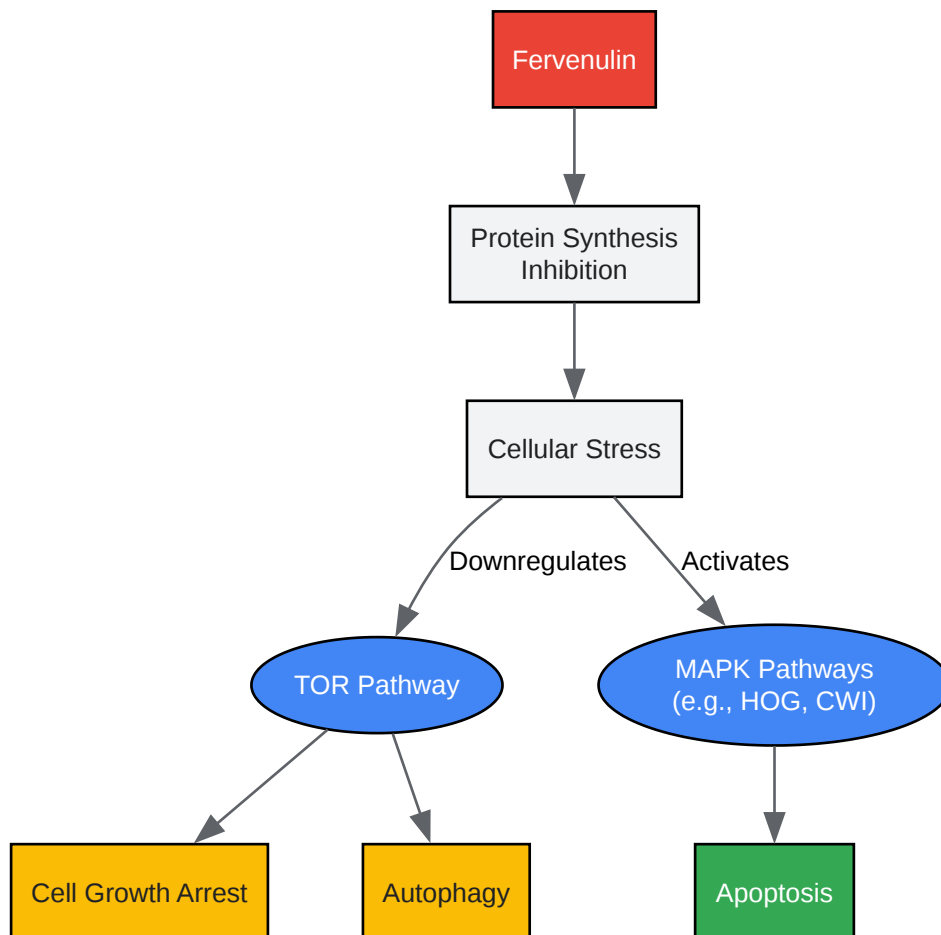 Fervenulin
Protein Synthesis
Inhibition
Cellular Stress
Downregulates
Activates
TOR Pathway
MAPK Pathways
(e.g., HOG, CWI)
Cell Growth Arrest
Autophagy
Apoptosis